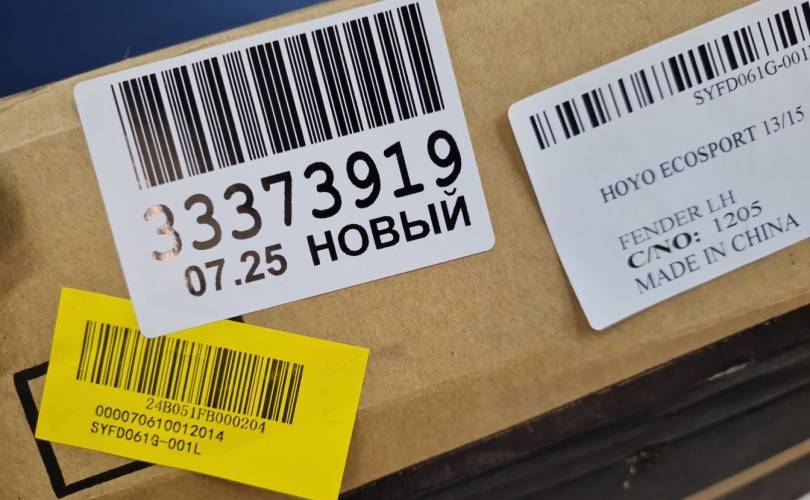 33373919
07.25 НОВЫЙ
SYFD061G-001
HOYO ECOSPORT 13/15
FENDER LH
C/NO: 1205
MADE IN CHINA
24B051FB000204
000070610012014
SYFD061G-001L